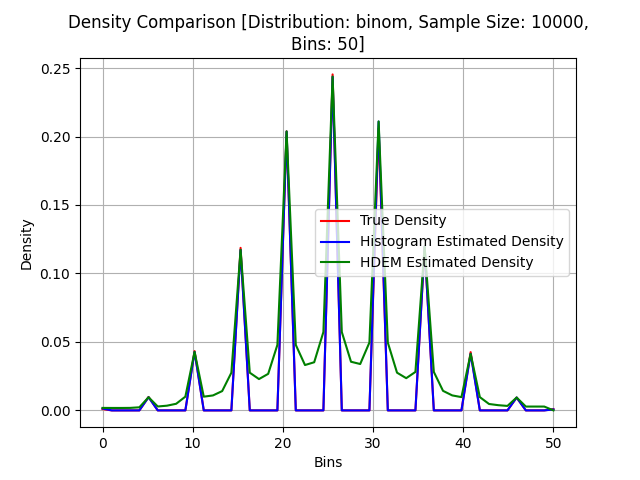 Density Comparison [Distribution: binom, Sample Size: 10000,
Bins: 50]
0.25
0.20
0.15
0.10
0.05
0.00
Density
True Density
Histogram Estimated Density
HDEM Estimated Density
0 10 20 30 40 50
Bins